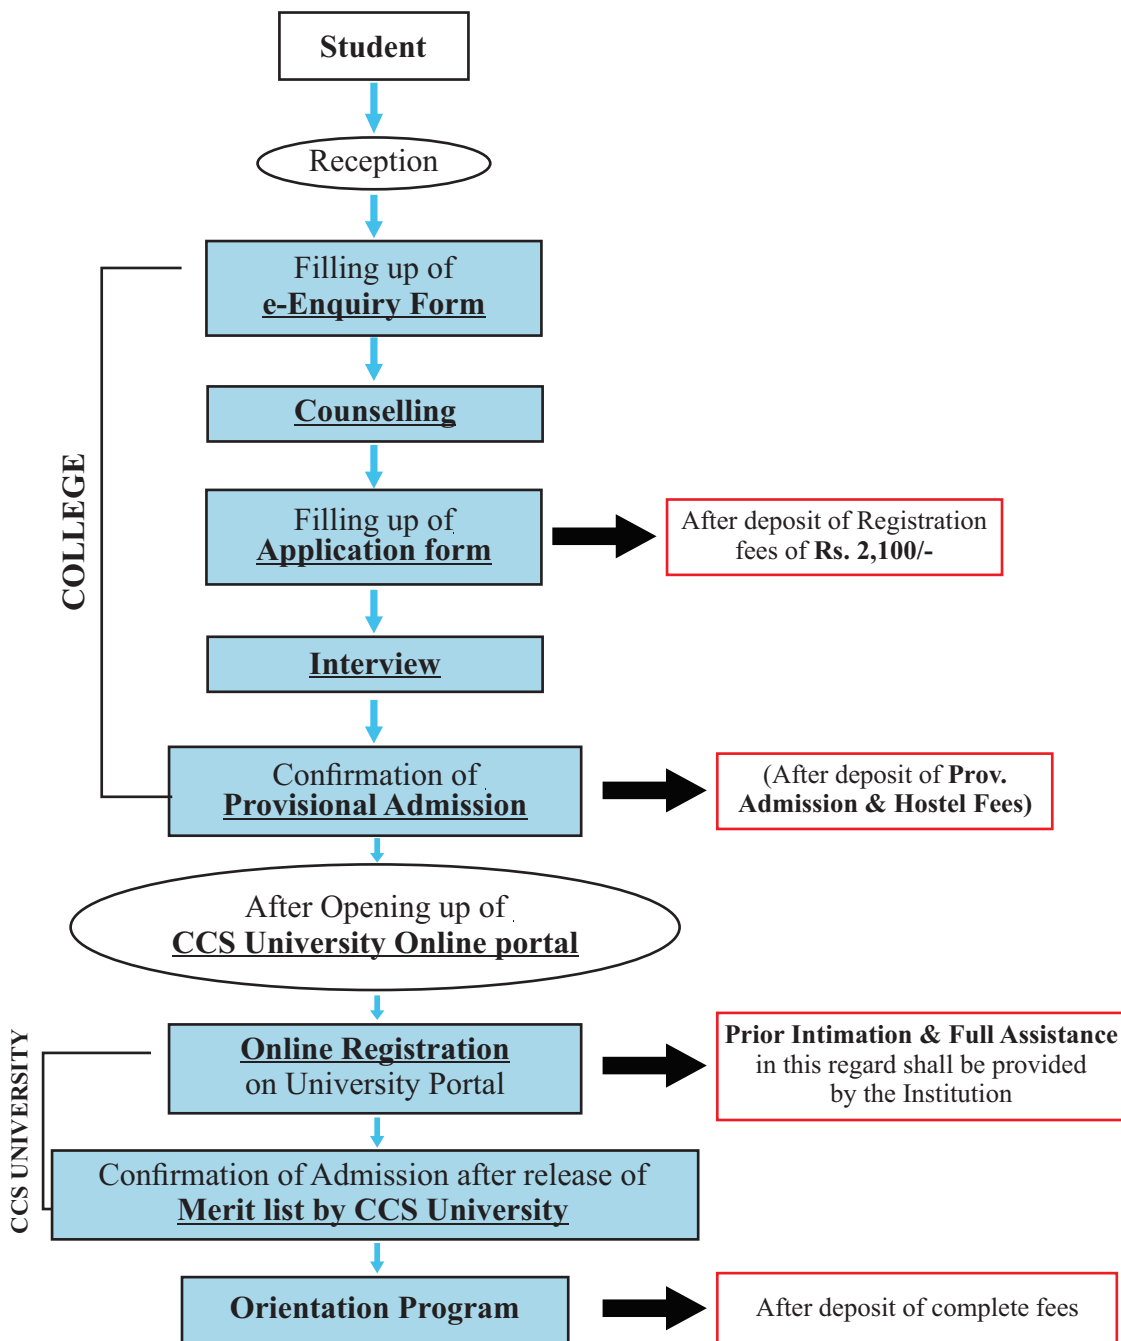 Student
Reception
Filling up of
e-Enquiry Form
Counselling
COLLEGE
Filling up of
Application form
After deposit of Registration
fees of Rs. 2,100/-
Interview
Confirmation of
Provisional Admission
(After deposit of Prov.
Admission & Hostel Fees)
After Opening up of
CCS University Online portal
CCS UNIVERSITY
Online Registration
on University Portal
Prior Intimation & Full Assistance
in this regard shall be provided
by the Institution
Confirmation of Admission after release of
Merit list by CCS University
Orientation Program
After deposit of complete fees